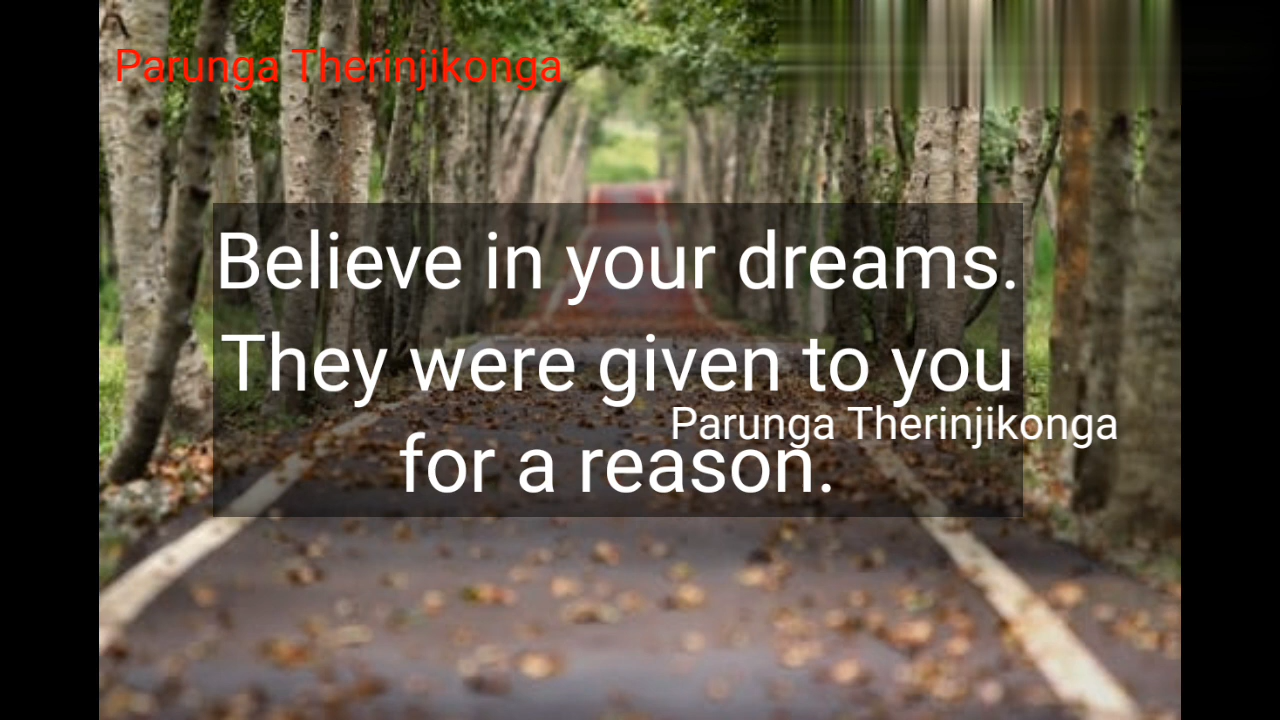 Parunga Therinjikonga
Believe in your dreams.
They were given to you
Parunga Therinjikonga
for a reason.